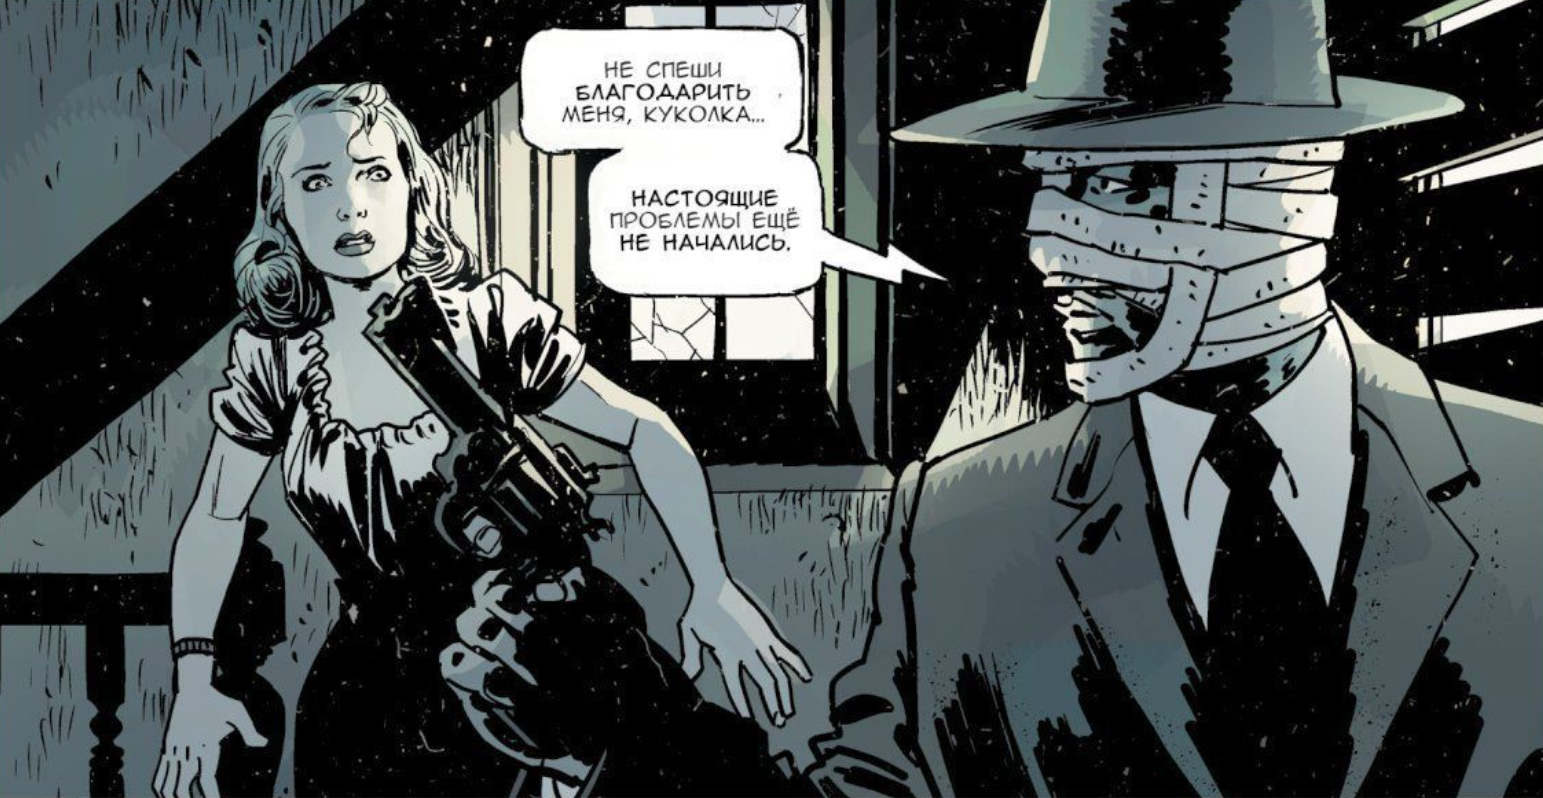 НЕ СПЕШИ
БЛАГОДАРИТЬ
МЕНЯ, КУКОЛКА...
НАСТОЯЩИЕ
ПРОБЛЕМЫ ЕЩЁ
НЕ НАЧАЛИСЬ.